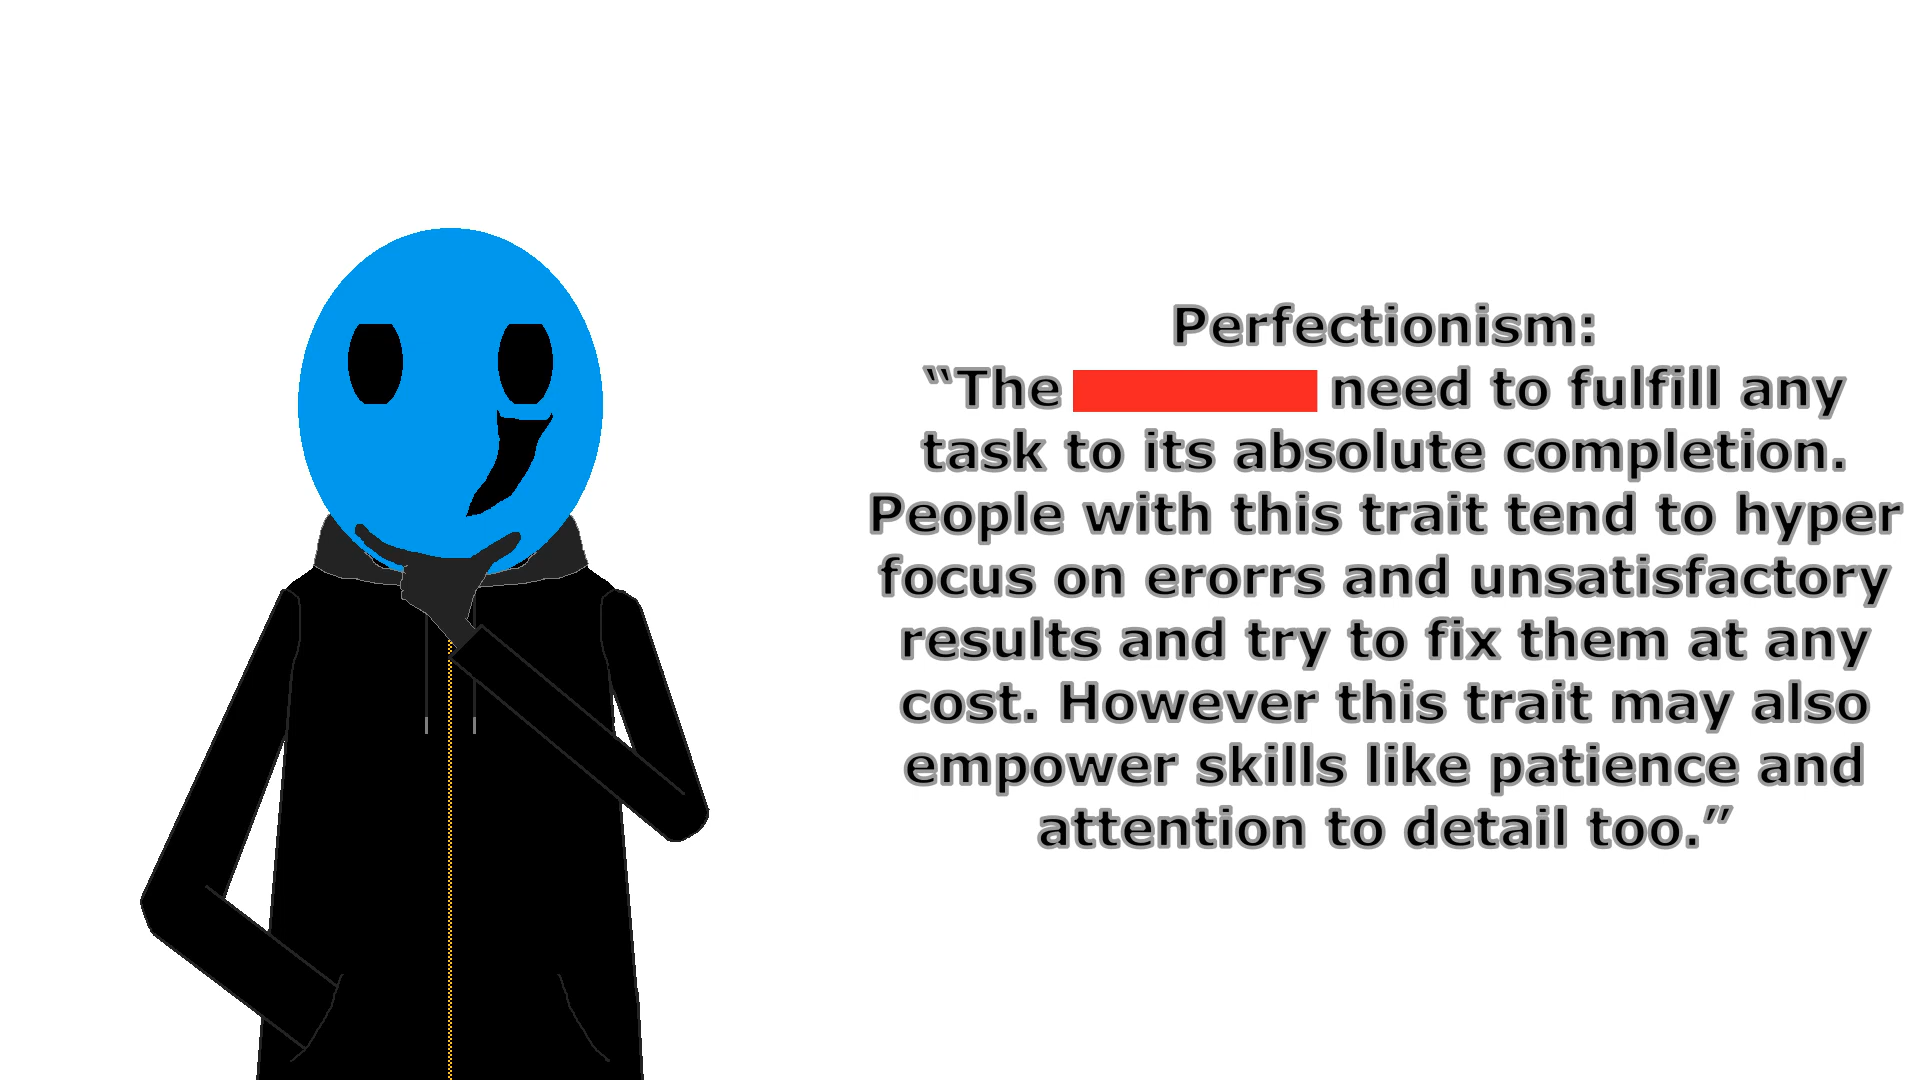 Perfectionism:
“The need to fulfill any
task to its absolute completion.
People with this trait tend to hyper
focus on erorrs and unsatisfactory
results and try to fix them at any
cost. However this trait may also
empower skills like patience and
attention to detail too.”